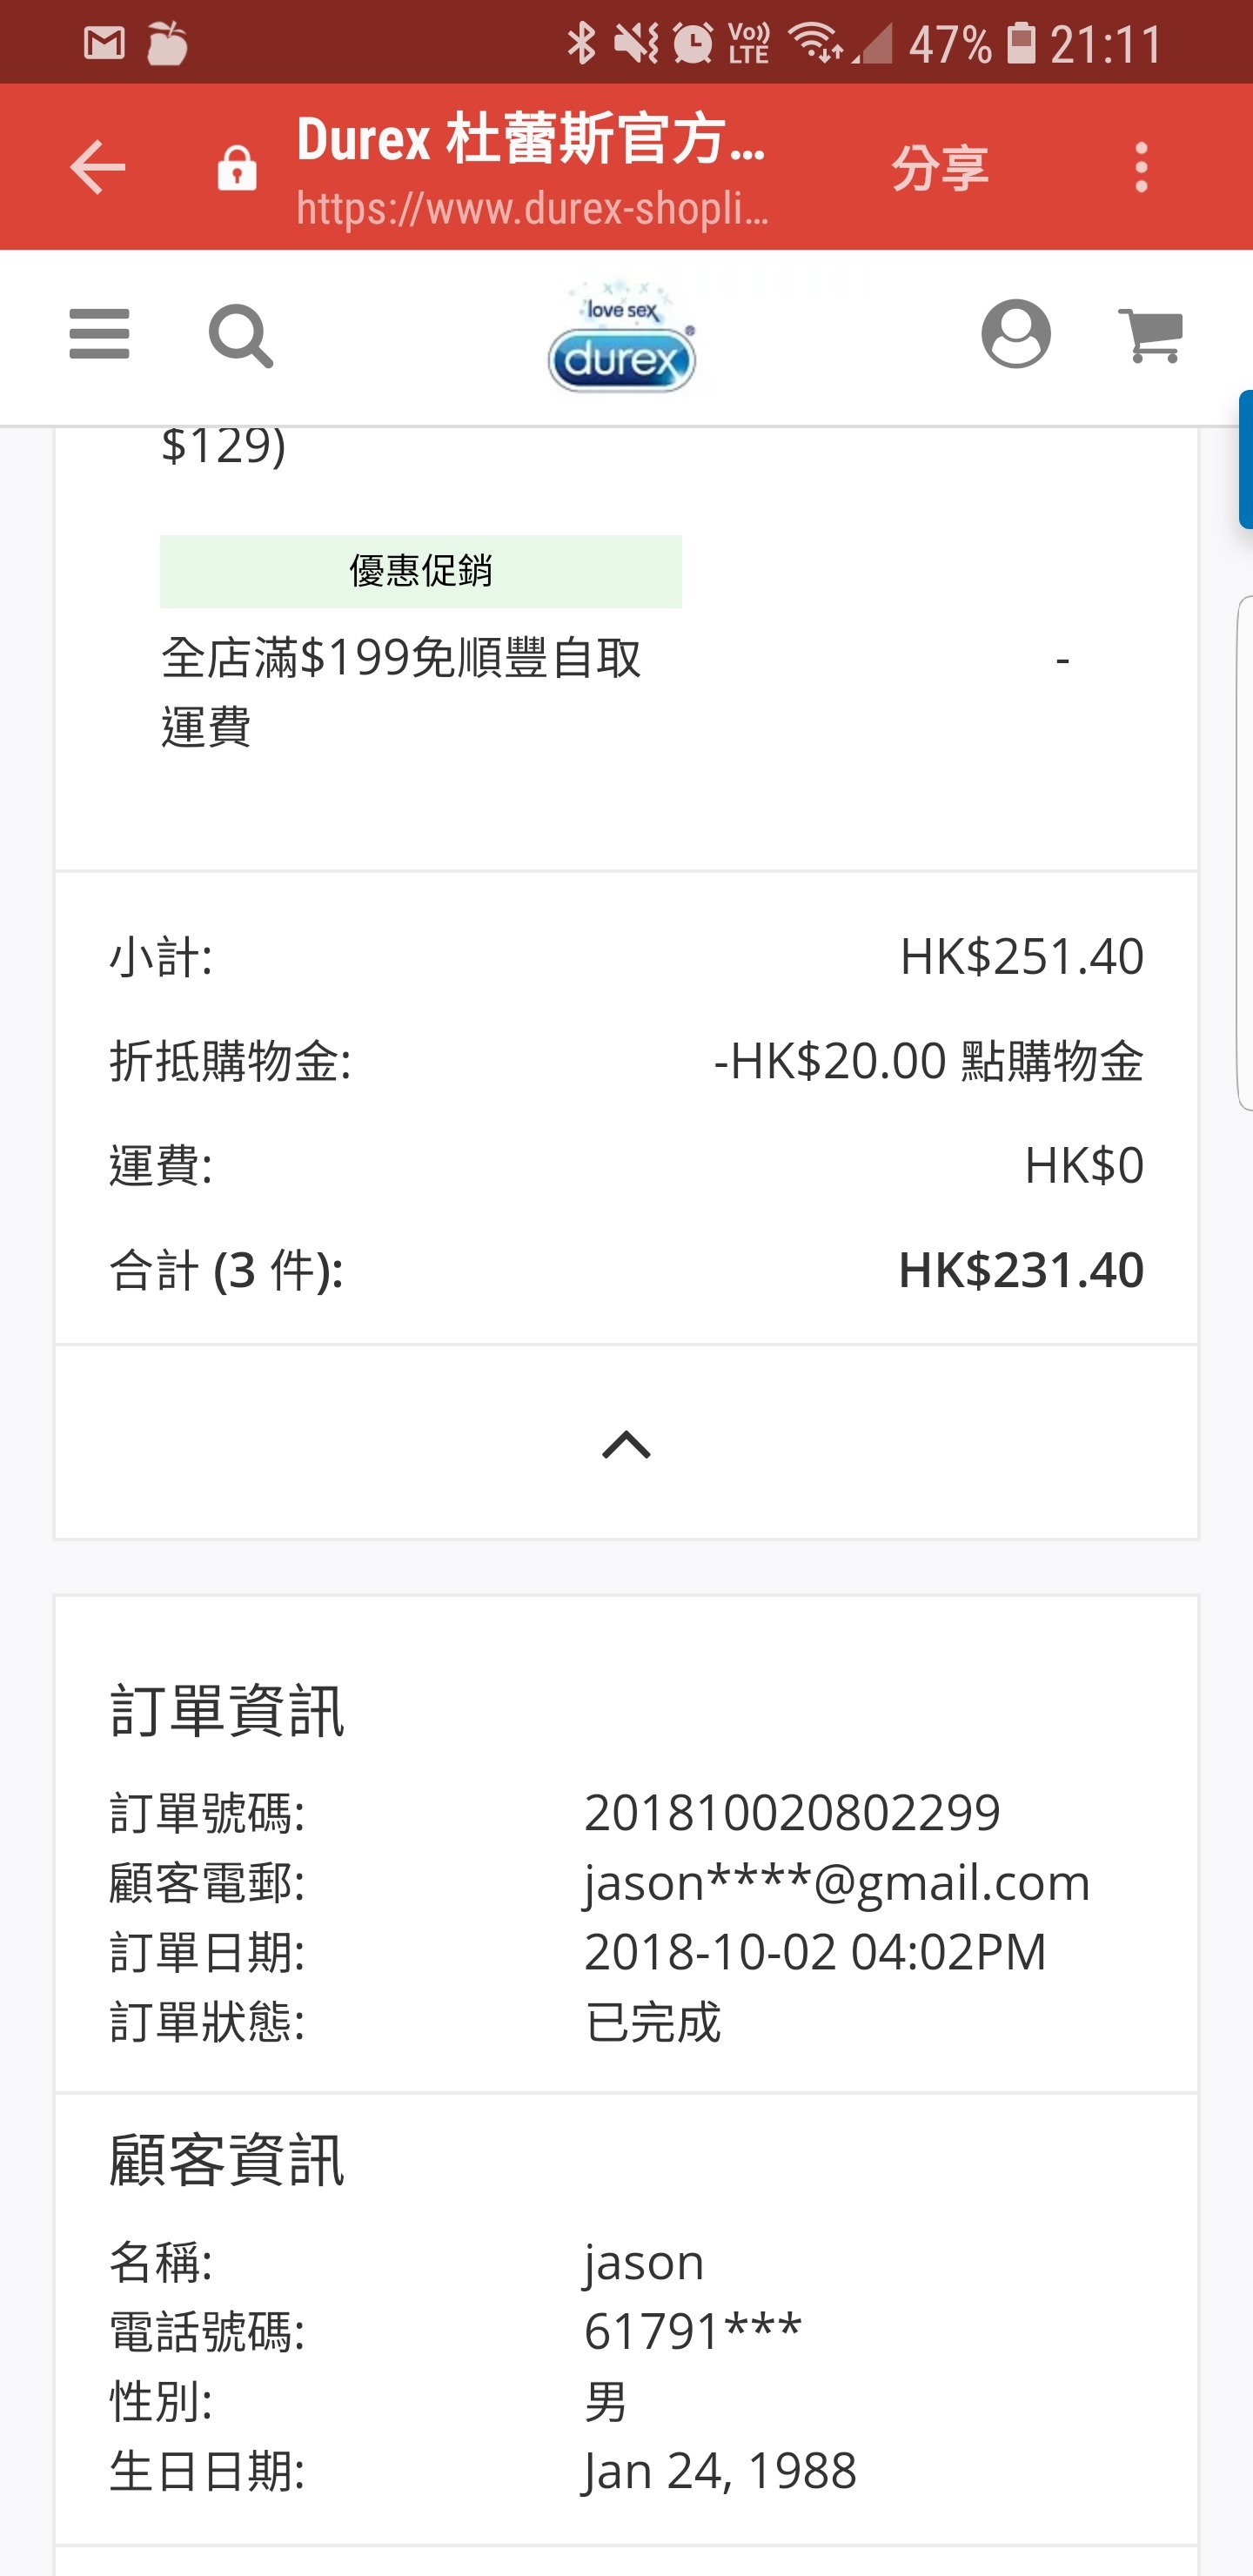 Vo)) LTE 47% 21:11
Durex 杜蕾斯官方...
https://www.durex-shopli...
分享
love sex
durex®
$129)
優惠促銷
全店滿$199免順豐自取 -
運費
小計: HK$251.40
折抵購物金: -HK$20.00 點購物金
運費: HK$0
合計 (3 件): HK$231.40
訂單資訊
訂單號碼: 201810020802299
顧客電郵: jason****@gmail.com
訂單日期: 2018-10-02 04:02PM
訂單狀態: 已完成
顧客資訊
名稱: jason
電話號碼: 61791***
性別: 男
生日日期: Jan 24, 1988